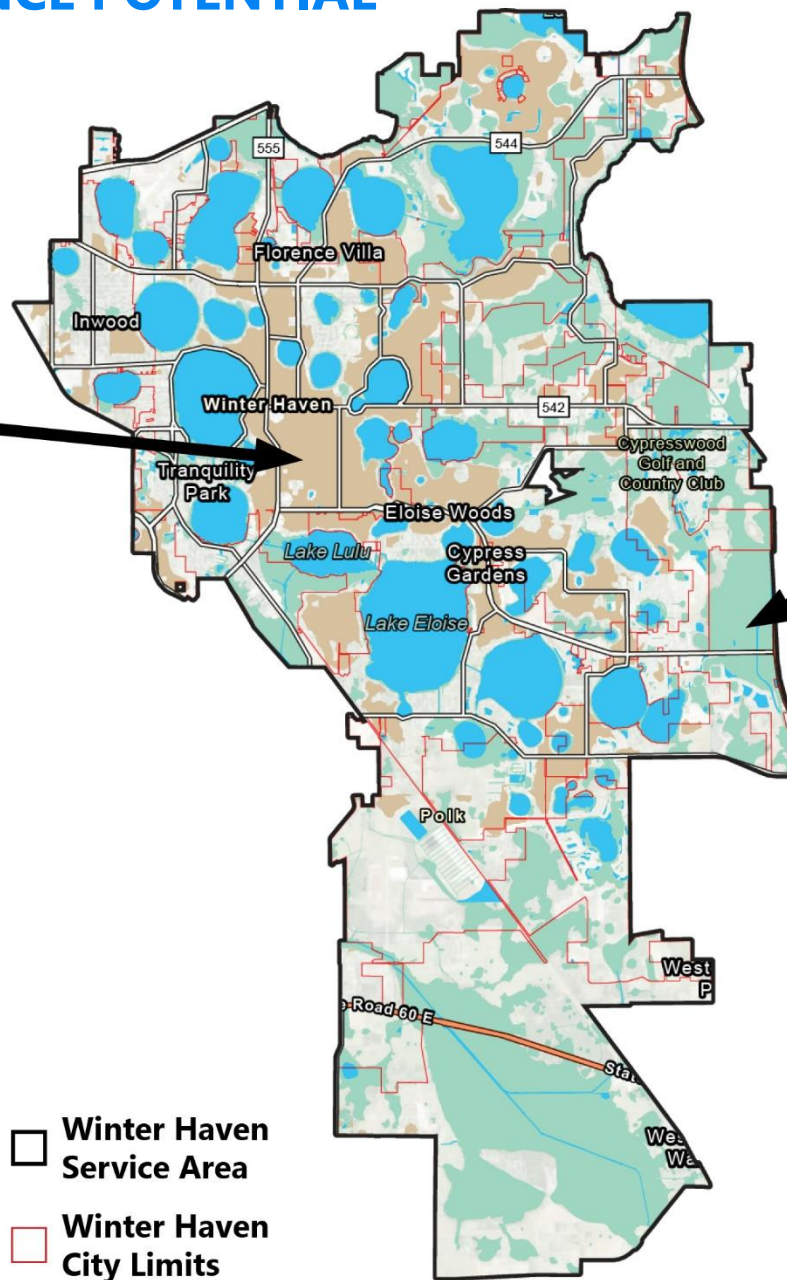 NCE POTENTIAL
555
544
Florence Villa
Inwood
Winter Haven
542
Cypresswood
Golf and
Country Club
Tranquility
Park
Eloise Woods
Lake Lulu
Cypress
Gardens
Lake Eloise
Polk
West
P
e Road 60 E
Stat
Wes
Wa
Winter Haven
Service Area
Winter Haven
City Limits